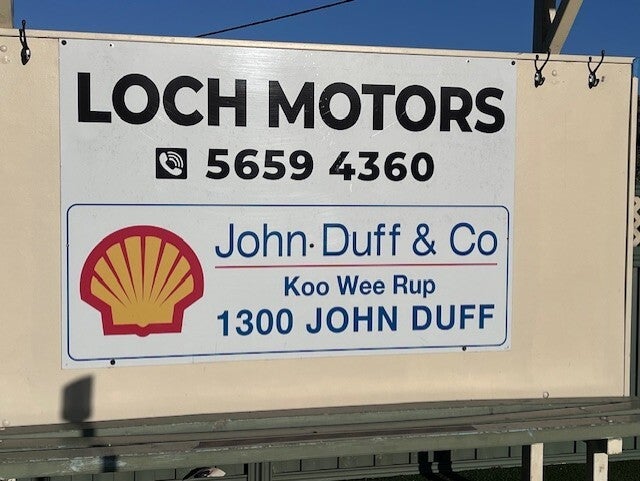 LOCH MOTORS
5659 4360
John·Duff & Co
Koo Wee Rup
1300 JOHN DUFF